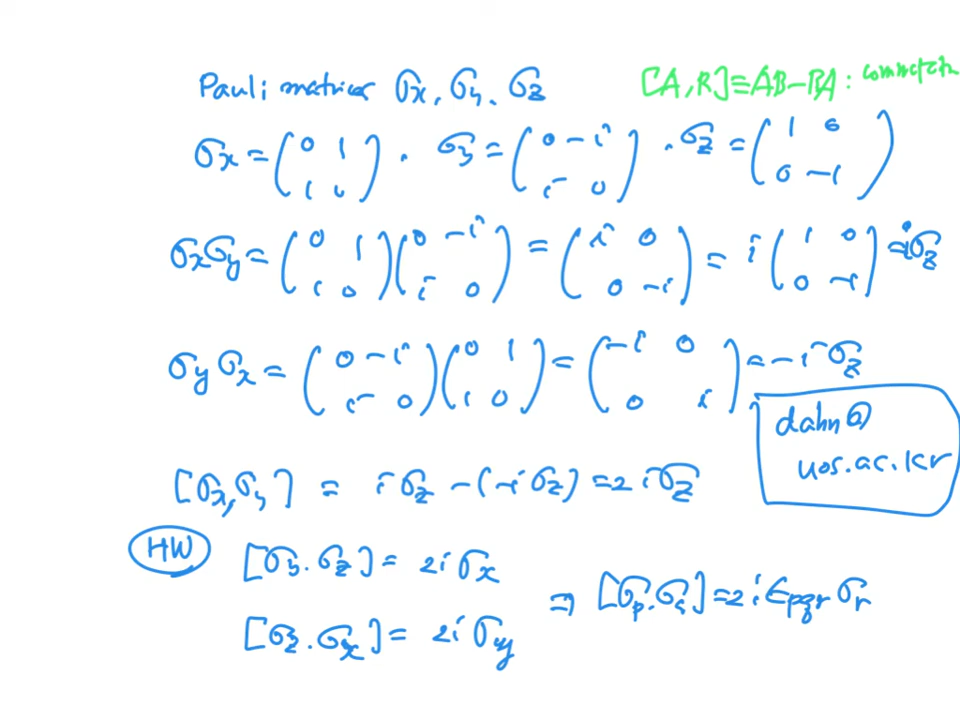 Pauli matrices σx, σy, σz [A,B]≡AB−BA : commutator
σx = (0 1 1 0) , σy = (0 −i i 0) , σz = (1 0 0 −1)
σxσy = (0 1 1 0)(0 −i i 0) = (i 0 0 −i) = i(1 0 0 −1) = iσz
σyσx = (0 −i i 0)(0 1 1 0) = (−i 0 0 i) = −iσz
dahn@
uos.ac.kr
[σx,σy] = iσz −(−iσz) = 2iσz
HW [σy.σz] = 2iσx
⇒ [σp.σq] = 2iϵpqr σr
[σz.σx] = 2iσy